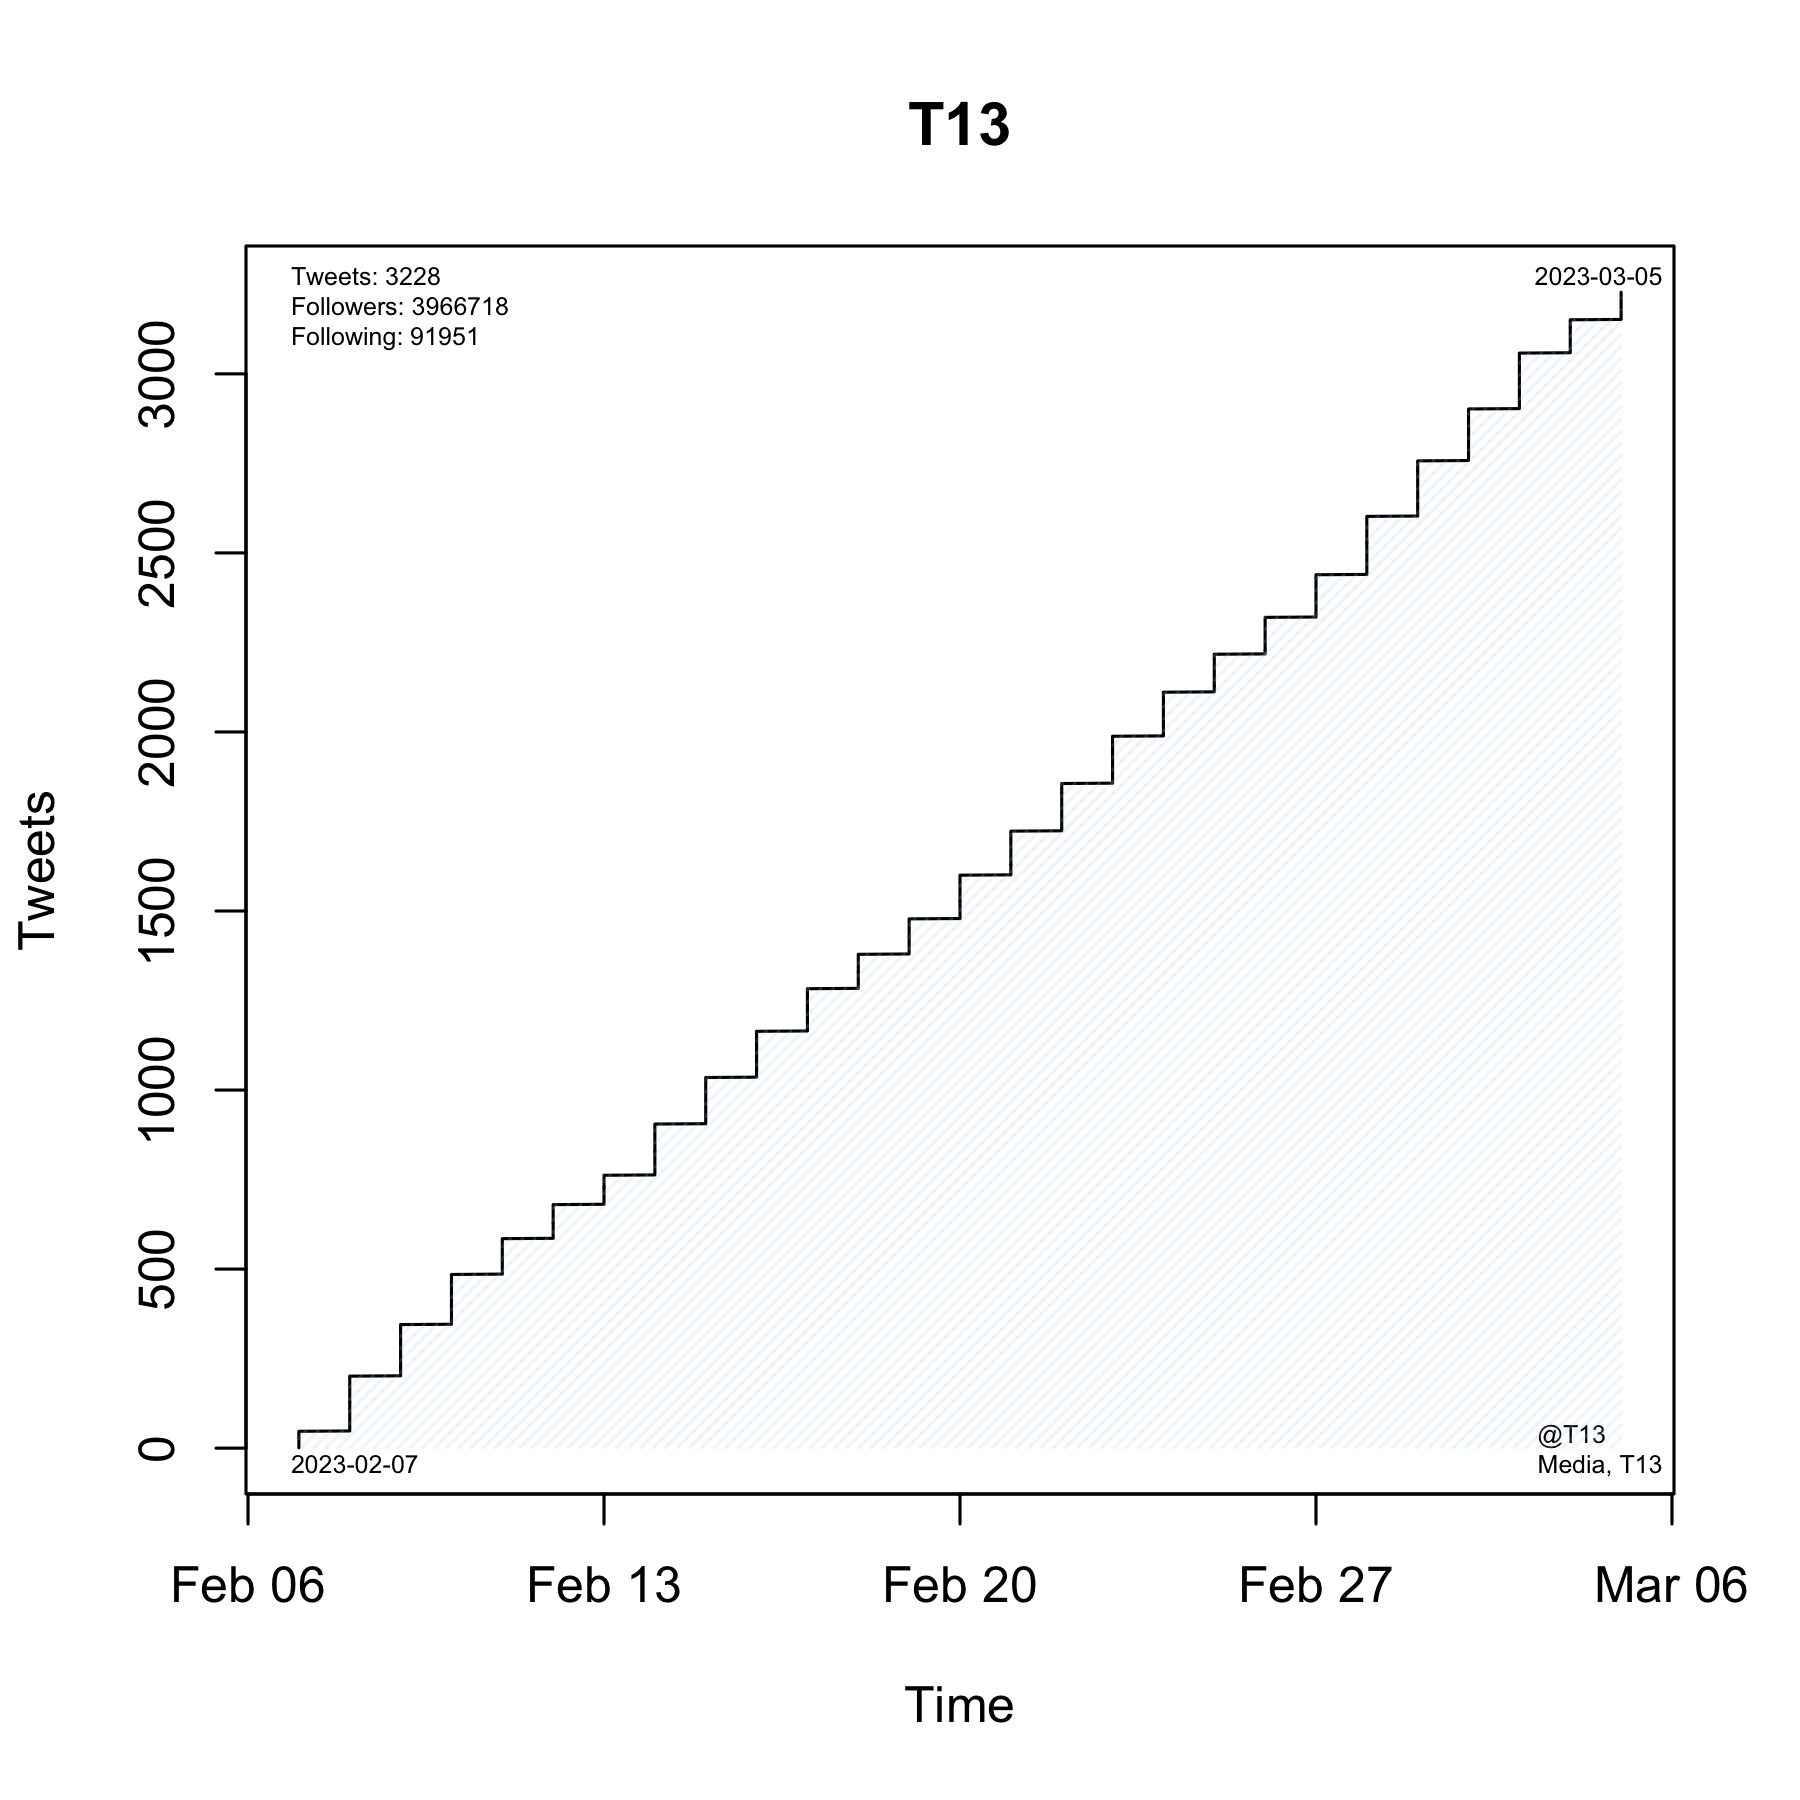 T13
Tweets: 3228
Followers: 3966718
Following: 91951
2023-03-05
3000
2500
2000
1500
1000
500
0
Tweets
2023-02-07
@T13
Media, T13
Feb 06
Feb 13
Feb 20
Feb 27
Mar 06
Time